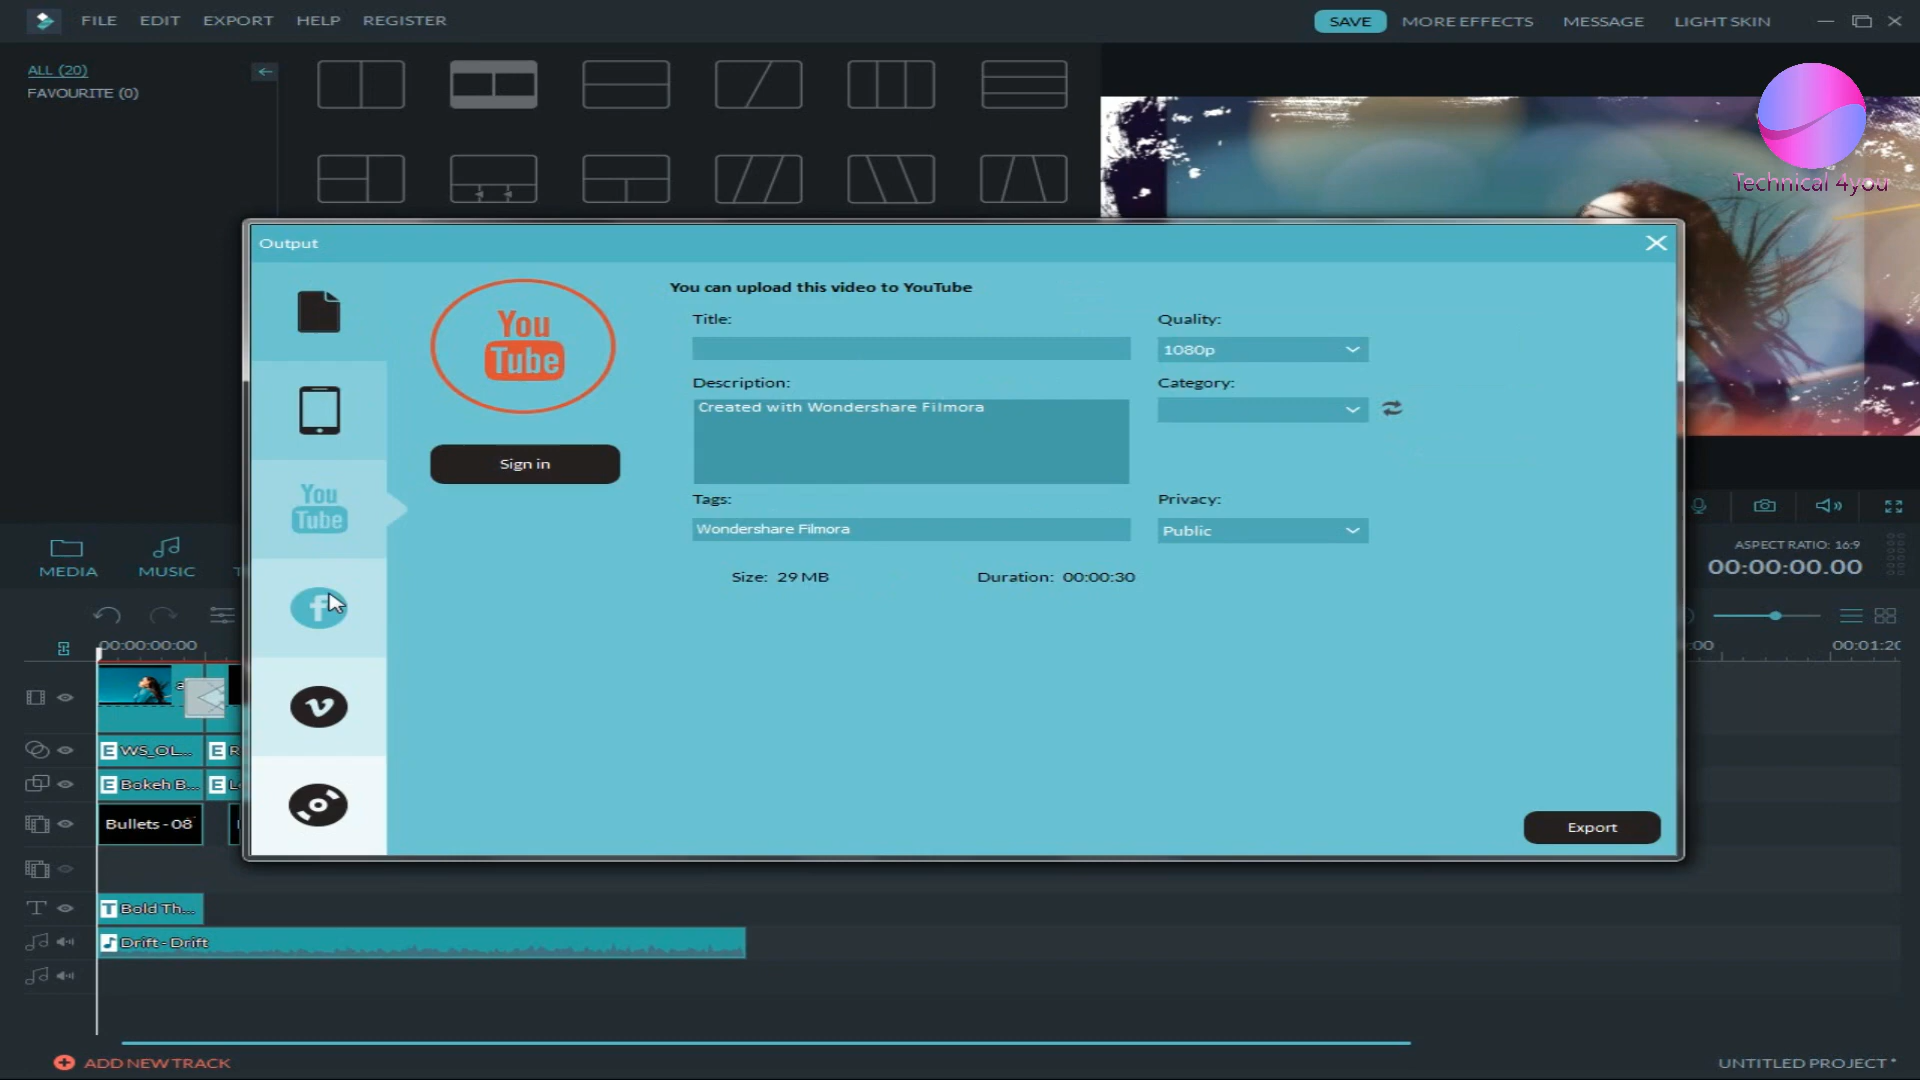 FILE EDIT EXPORT HELP REGISTER
SAVE MORE EFFECTS MESSAGE LIGHT SKIN
ALL (20)
FAVOURITE (0)
Technical 4you
Output
You can upload this video to YouTube
You Tube
Title:
Quality:
1080p
Description:
Category:
Created with Wondershare Filmora
Sign in
You Tube
Tags:
Privacy:
Wondershare Filmora
Public
Size: 29 MB
Duration: 00:00:30
Export
MEDIA
MUSIC
ASPECT RATIO: 16:9
00:00:00.00
00:00:00:00
00:01:20
E WS_OL...
E R
E Bokeh B...
E L
Bullets - 08
T Bold Th...
Drift - Drift
ADD NEW TRACK
UNTITLED PROJECT *